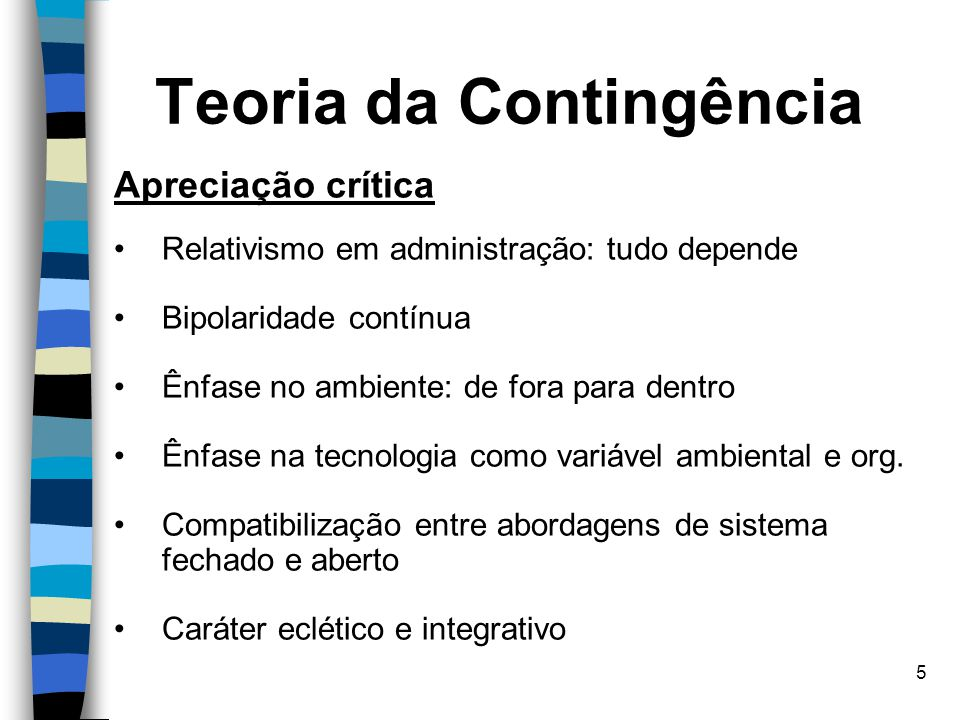 Teoria da Contingência
Apreciação crítica
• Relativismo em administração: tudo depende
• Bipolaridade contínua
• Ênfase no ambiente: de fora para dentro
• Ênfase na tecnologia como variável ambiental e org.
• Compatibilização entre abordagens de sistema
fechado e aberto
• Caráter eclético e integrativo
5